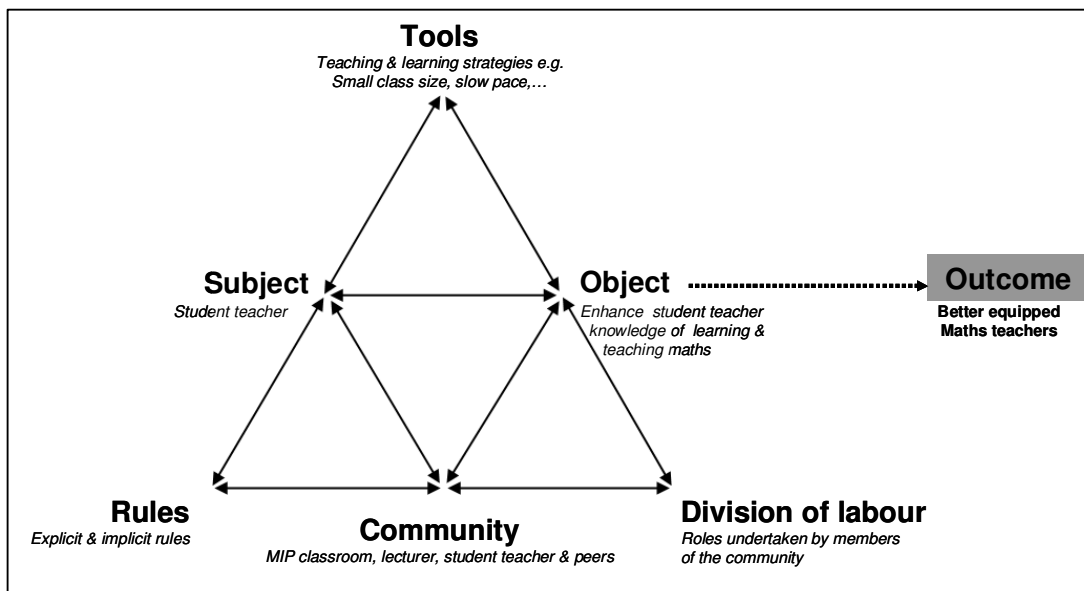 Tools
Teaching & learning strategies e.g.
Small class size, slow pace,...
Subject
Student teacher
Object
Enhance student teacher
knowledge of learning &
teaching maths
Outcome
Better equipped
Maths teachers
Rules
Explicit & implicit rules
Community
MIP classroom, lecturer, student teacher & peers
Division of labour
Roles undertaken by members
of the community